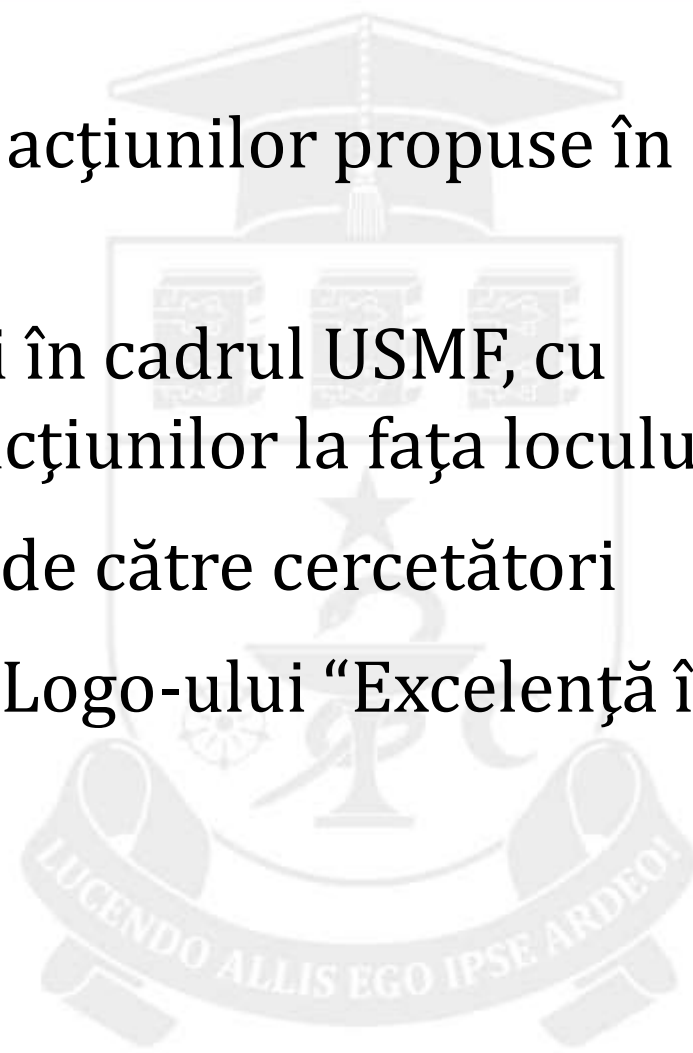 acţiunilor propuse în
i în cadrul USMF, cu
cţiunilor la faţa locului
de către cercetători
Logo-ului “Excelenţă î
LUCENDO ALLIS EGO IPSE ARDEO!